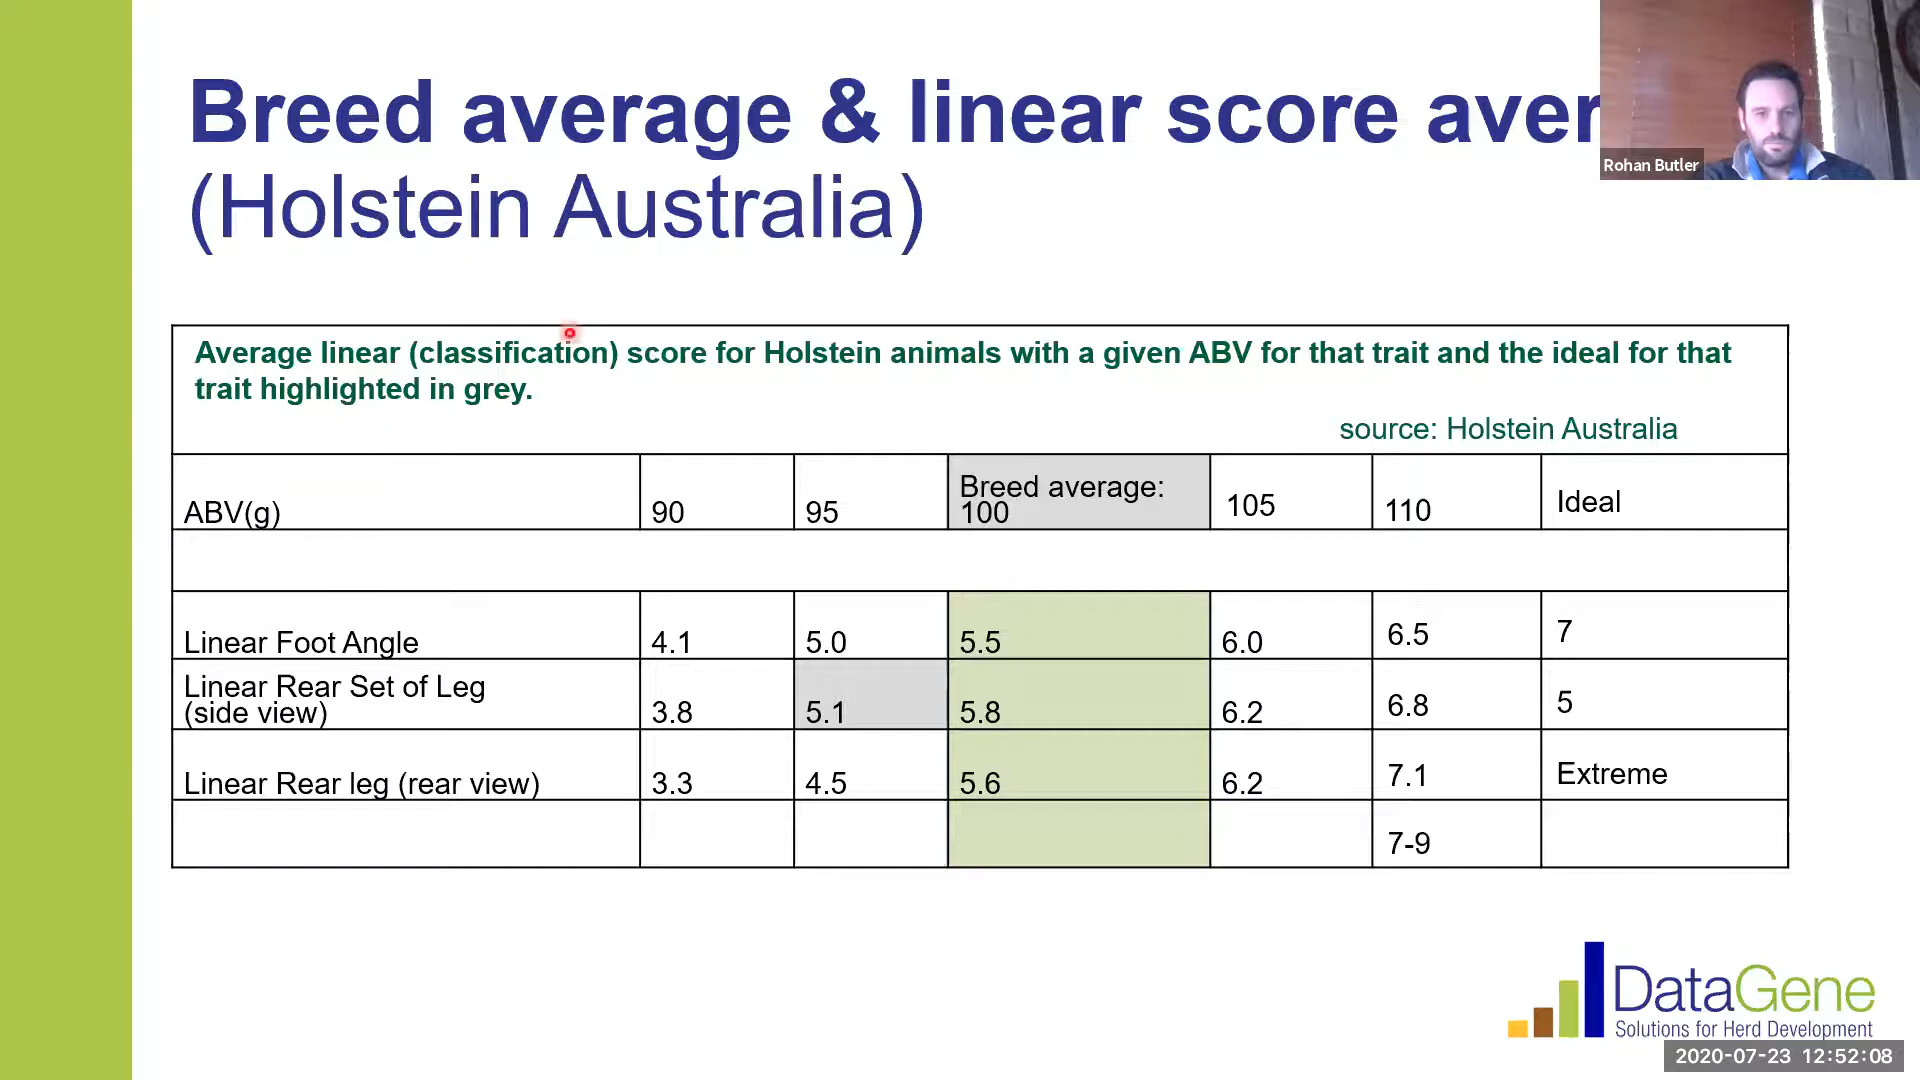 Breed average & linear score aver
(Holstein Australia)
Rohan Butler
Average linear (classification) score for Holstein animals with a given ABV for that trait and the ideal for that
trait highlighted in grey.
source: Holstein Australia
ABV(g) 90 95 Breed average: 100 105 110 Ideal
Linear Foot Angle 4.1 5.0 5.5 6.0 6.5 7
Linear Rear Set of Leg
(side view) 3.8 5.1 5.8 6.2 6.8 5
Linear Rear leg (rear view) 3.3 4.5 5.6 6.2 7.1 Extreme
7-9
DataGene
Solutions for Herd Development
2020-07-23 12:52:08